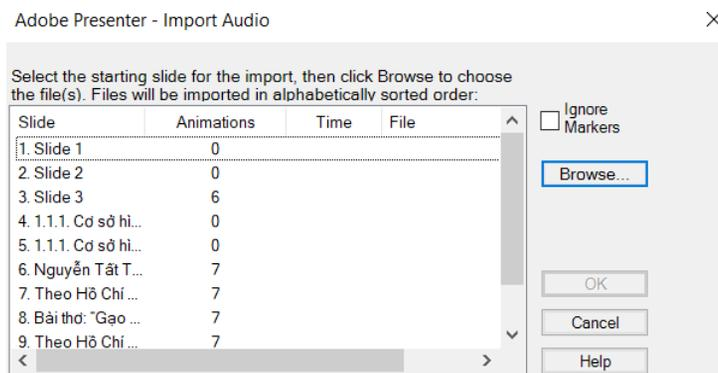 Adobe Presenter - Import Audio
Select the starting slide for the import, then click Browse to choose
the file(s). Files will be imported in alphabetically sorted order:
Slide Animations Time File
1. Slide 1 0
2. Slide 2 0
3. Slide 3 6
4. 1.1.1. Cơ sở hì... 0
5. 1.1.1. Cơ sở hì... 0
6. Nguyễn Tất T... 7
7. Theo Hồ Chí ... 7
8. Bài thơ: "Gạo ... 7
9. Theo Hồ Chí ... 7
Ignore
Markers
Browse...
OK
Cancel
Help